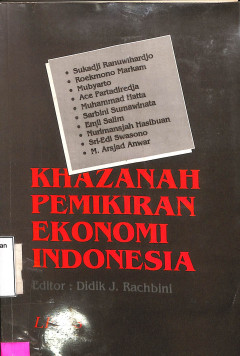 • Sukadji Ranuwihardjo
• Roekmono Markam
• Mubyarto
• Ace Partadiredja
• Muhammad Hatta
• Sarbini Sumawinata
• Emil Salim
• Nurimansjah Hasibuan
• Sri-Edi Swasono
• M. Arsjad Anwar
KHAZANAH
PEMIKIRAN
EKONOMI
INDONESIA
Editor : Didik J. Rachbini